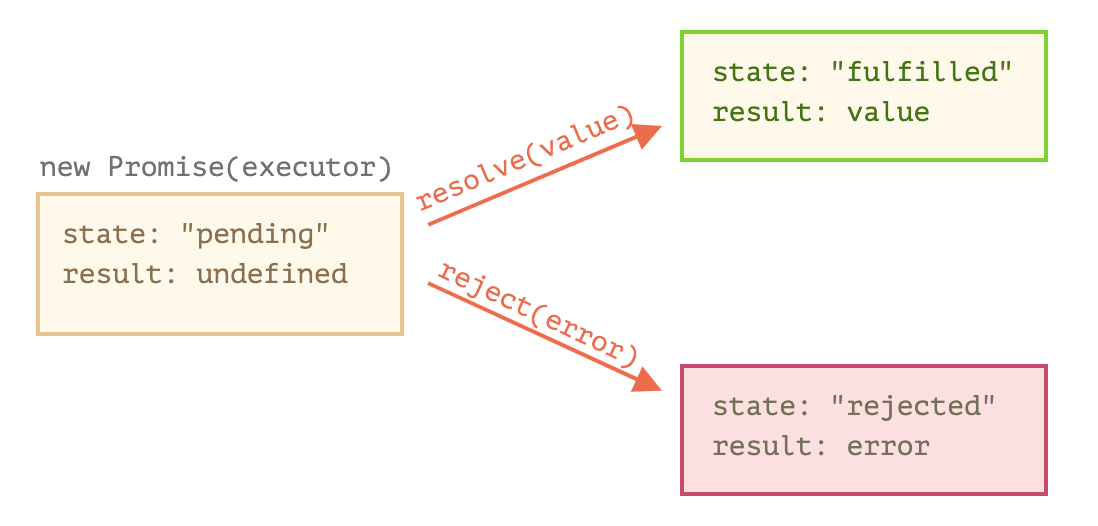 new Promise(executor)
state: "pending"
result: undefined
resolve(value)
reject(error)
state: "fulfilled"
result: value
state: "rejected"
result: error